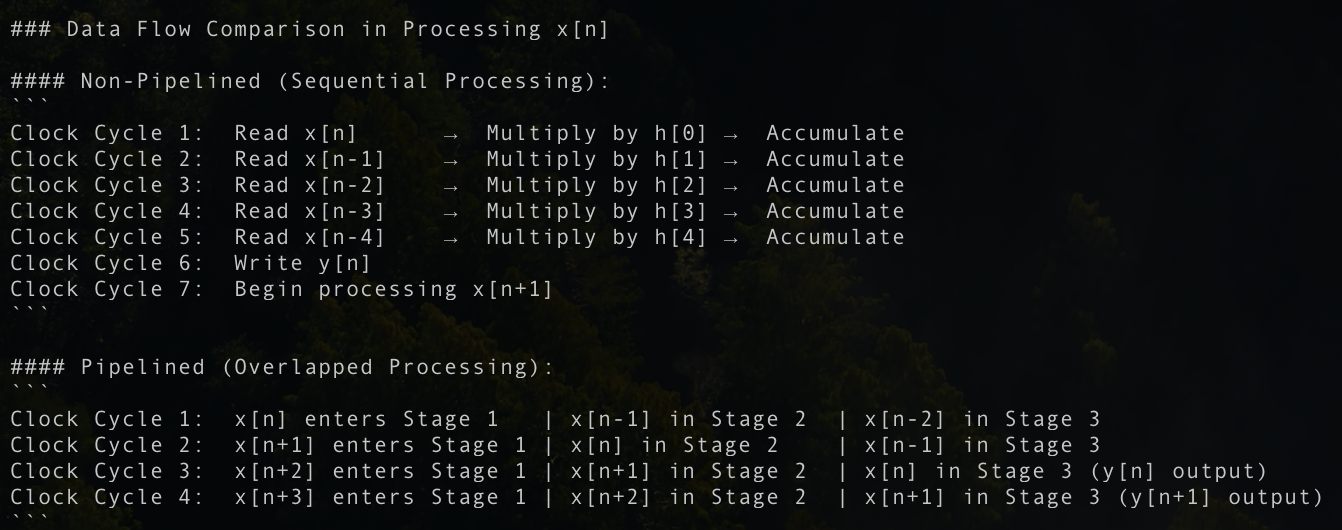 ### Data Flow Comparison in Processing x[n]
#### Non-Pipelined (Sequential Processing):
```
Clock Cycle 1:  Read x[n]      →  Multiply by h[0] →  Accumulate
Clock Cycle 2:  Read x[n-1]    →  Multiply by h[1] →  Accumulate
Clock Cycle 3:  Read x[n-2]    →  Multiply by h[2] →  Accumulate
Clock Cycle 4:  Read x[n-3]    →  Multiply by h[3] →  Accumulate
Clock Cycle 5:  Read x[n-4]    →  Multiply by h[4] →  Accumulate
Clock Cycle 6:  Write y[n]
Clock Cycle 7:  Begin processing x[n+1]
```
#### Pipelined (Overlapped Processing):
```
Clock Cycle 1:  x[n] enters Stage 1   | x[n-1] in Stage 2  | x[n-2] in Stage 3
Clock Cycle 2:  x[n+1] enters Stage 1 | x[n] in Stage 2    | x[n-1] in Stage 3
Clock Cycle 3:  x[n+2] enters Stage 1 | x[n+1] in Stage 2  | x[n] in Stage 3 (y[n] output)
Clock Cycle 4:  x[n+3] enters Stage 1 | x[n+2] in Stage 2  | x[n+1] in Stage 3 (y[n+1] output)
```